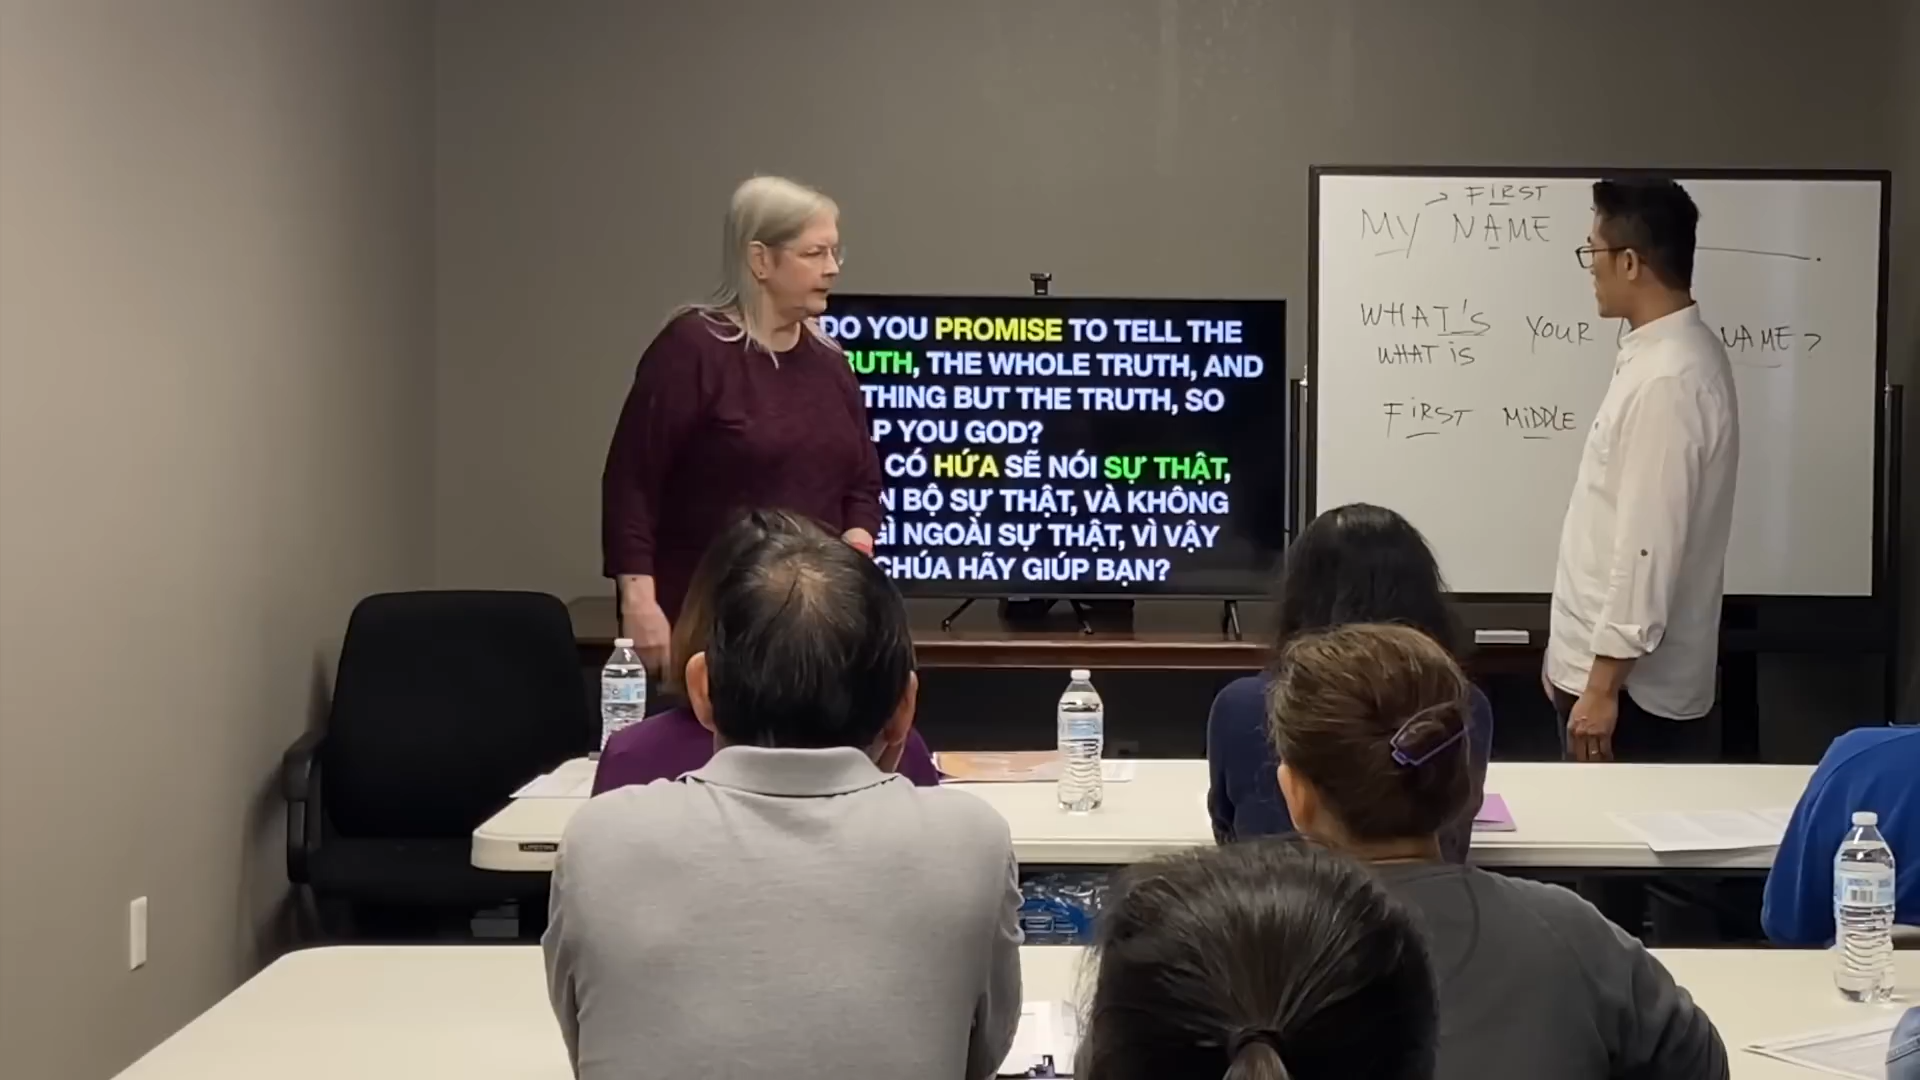 DO YOU PROMISE TO TELL THE
RUTH, THE WHOLE TRUTH, AND
THING BUT THE TRUTH, SO
P YOU GOD?
CÓ HỨA SẼ NÓI SỰ THẬT,
N BỘ SỰ THẬT, VÀ KHÔNG
GÌ NGOÀI SỰ THẬT, VÌ VẬY
CHÚA HÃY GIÚP BẠN?
FIRST
MY NAME .
WHAT'S YOUR NAME?
WHAT IS
FIRST MIDDLE
LIFETIME